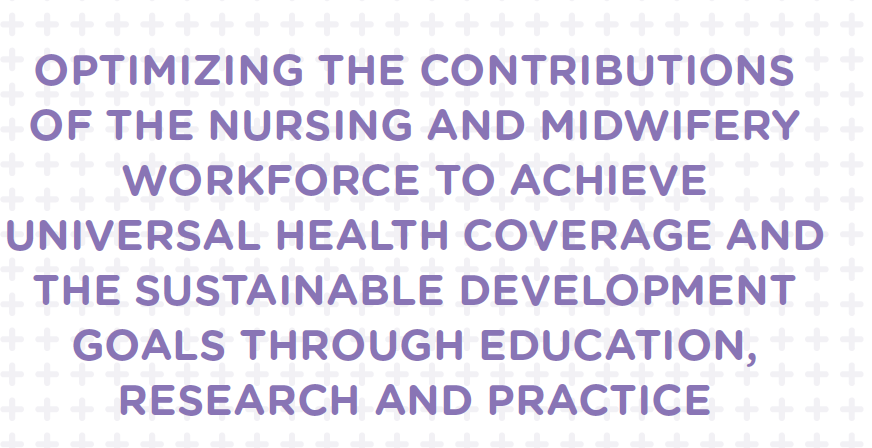 OPTIMIZING THE CONTRIBUTIONS
OF THE NURSING AND MIDWIFERY
WORKFORCE TO ACHIEVE
UNIVERSAL HEALTH COVERAGE AND
THE SUSTAINABLE DEVELOPMENT
GOALS THROUGH EDUCATION,
RESEARCH AND PRACTICE